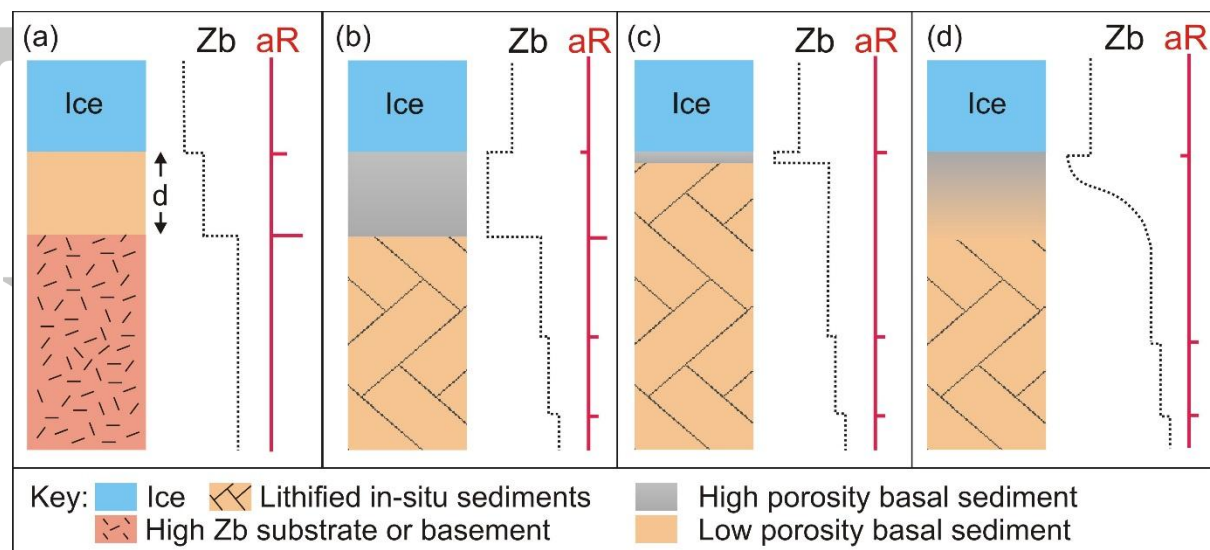 (a) Zb aR (b) Zb aR (c) Zb aR (d) Zb aR
Ice Ice Ice Ice
d
Key: Ice Lithified in-situ sediments High porosity basal sediment
High Zb substrate or basement Low porosity basal sediment